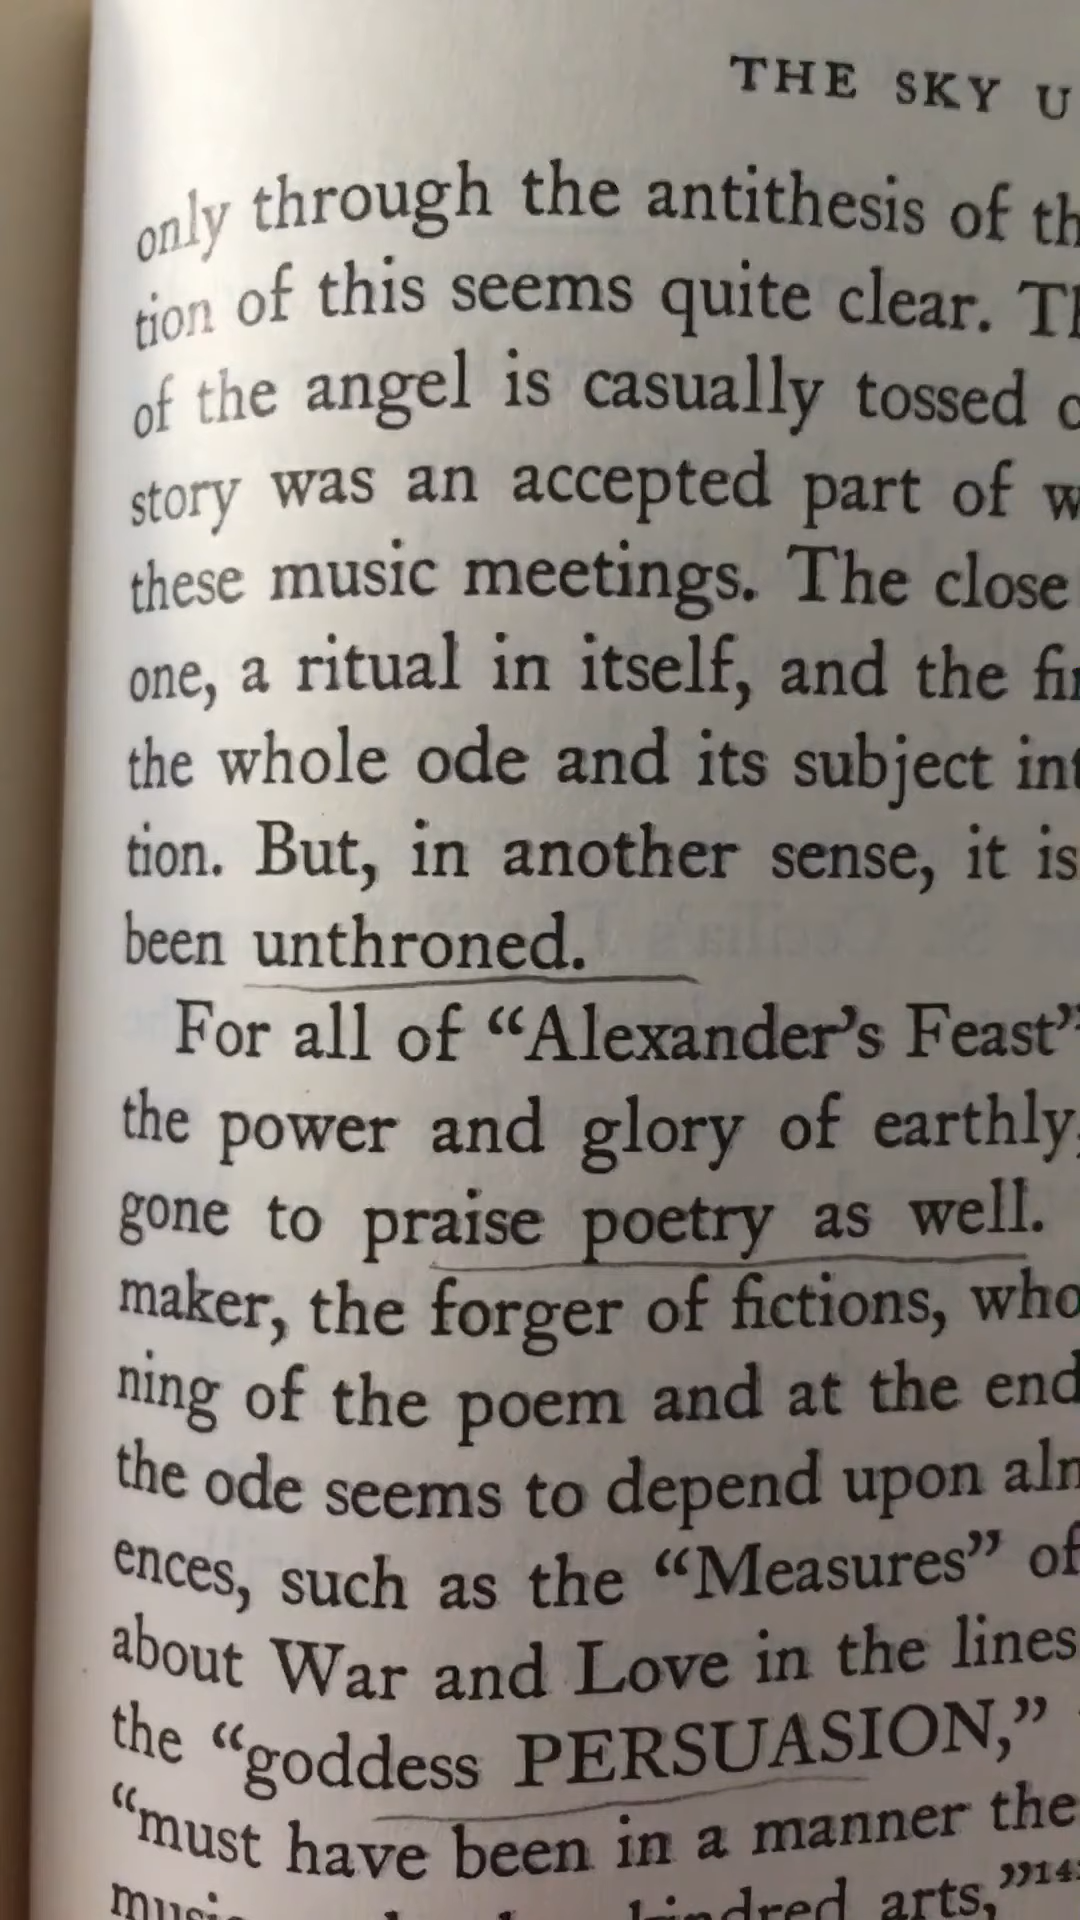 THE SKY U
only through the antithesis of th
tion of this seems quite clear. Th
of the angel is casually tossed
story was an accepted part of w
these music meetings. The close
one, a ritual in itself, and the fi
the whole ode and its subject int
tion. But, in another sense, it is
been unthroned.
For all of “Alexander’s Feast”
the power and glory of earthly
gone to praise poetry as well.
maker, the forger of fictions, who
ning of the poem and at the end
the ode seems to depend upon alm
ences, such as the “Measures” of
about War and Love in the lines
the “goddess PERSUASION,”
“must have been in a manner the
kindred arts,”